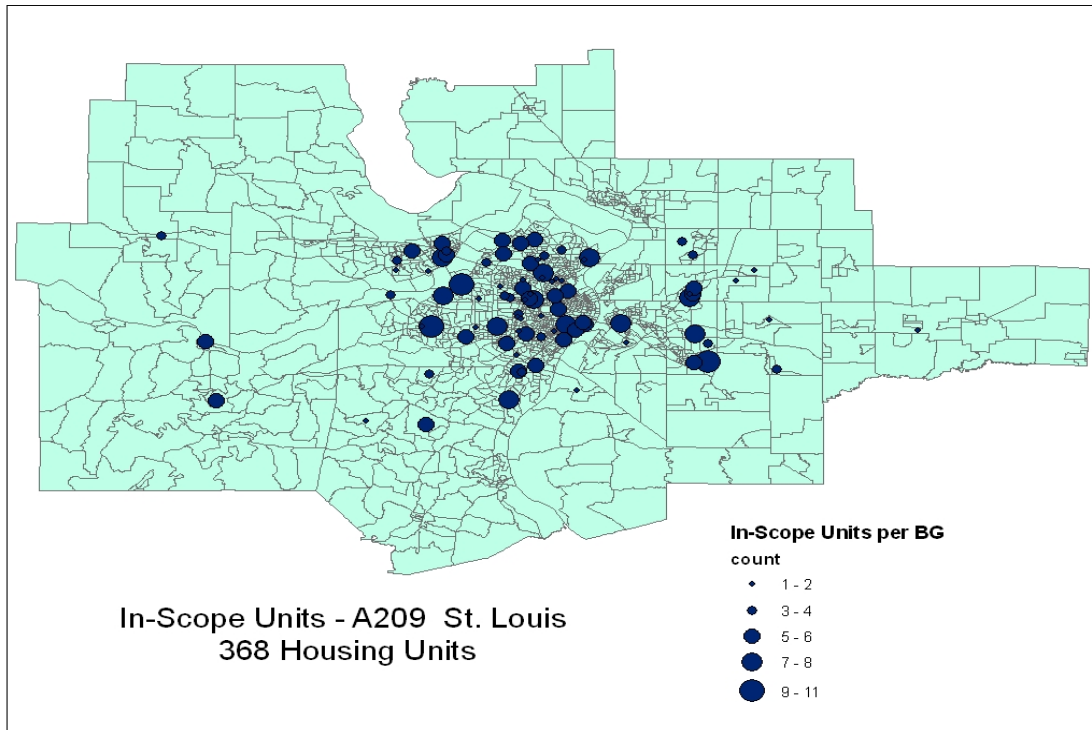 In-Scope Units per BG
count
1 - 2
3 - 4
5 - 6
7 - 8
9 - 11
In-Scope Units - A209 St. Louis
368 Housing Units